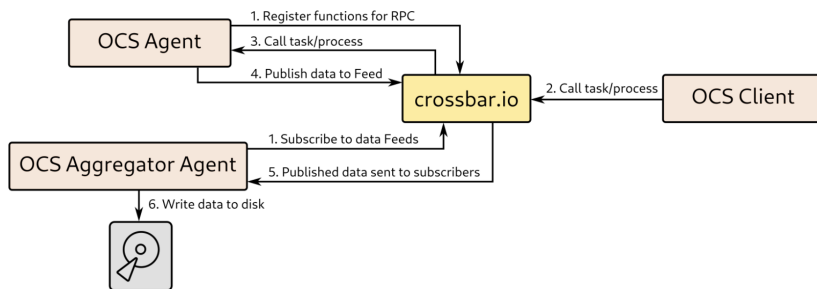 1. Register functions for RPC
OCS Agent
3. Call task/process
4. Publish data to Feed
crossbar.io
2. Call task/process
OCS Client
1. Subscribe to data Feeds
OCS Aggregator Agent
5. Published data sent to subscribers
6. Write data to disk